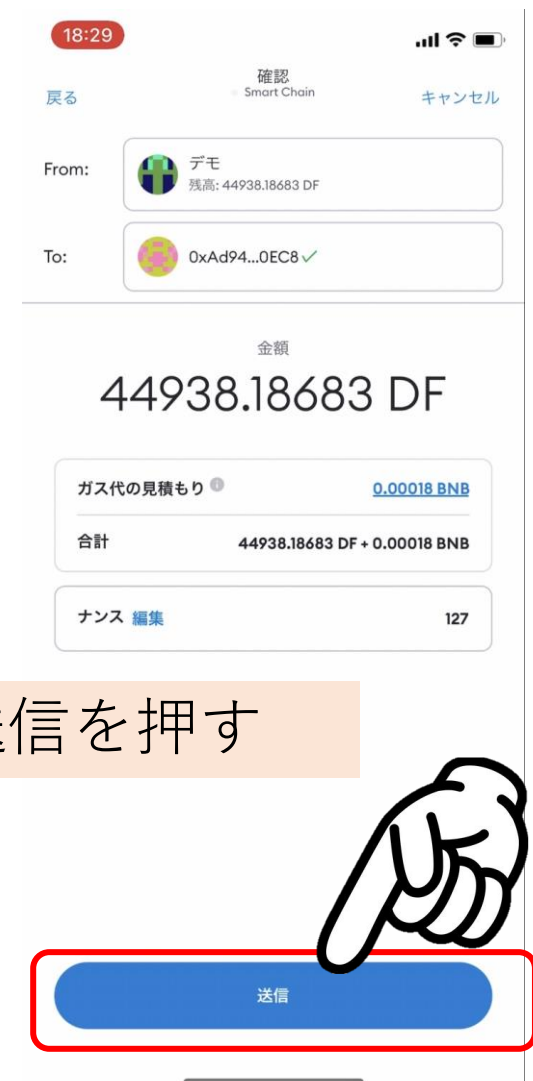 18:29
確認
戻る
Smart Chain
キャンセル
From:
デモ
残高: 44938.18683 DF
To:
0xAd94...0EC8✓
金額
44938.18683 DF
ガス代の見積もり
0.00018 BNB
合計
44938.18683 DF + 0.00018 BNB
ナンス 編集
127
信を押す
送信